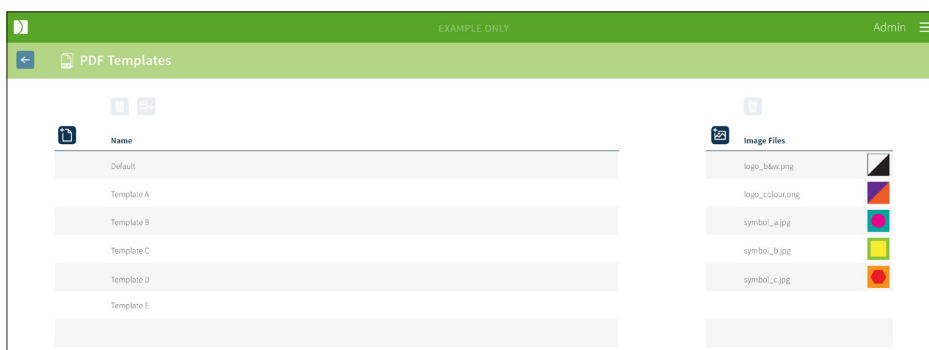 EXAMPLE ONLY
Admin
PDF Templates
Name
Default
Template A
Template B
Template C
Template D
Template E
Image Files
logo_b&w.png
logo_colour.png
symbol_a.jpg
symbol_b.jpg
symbol_c.jpg